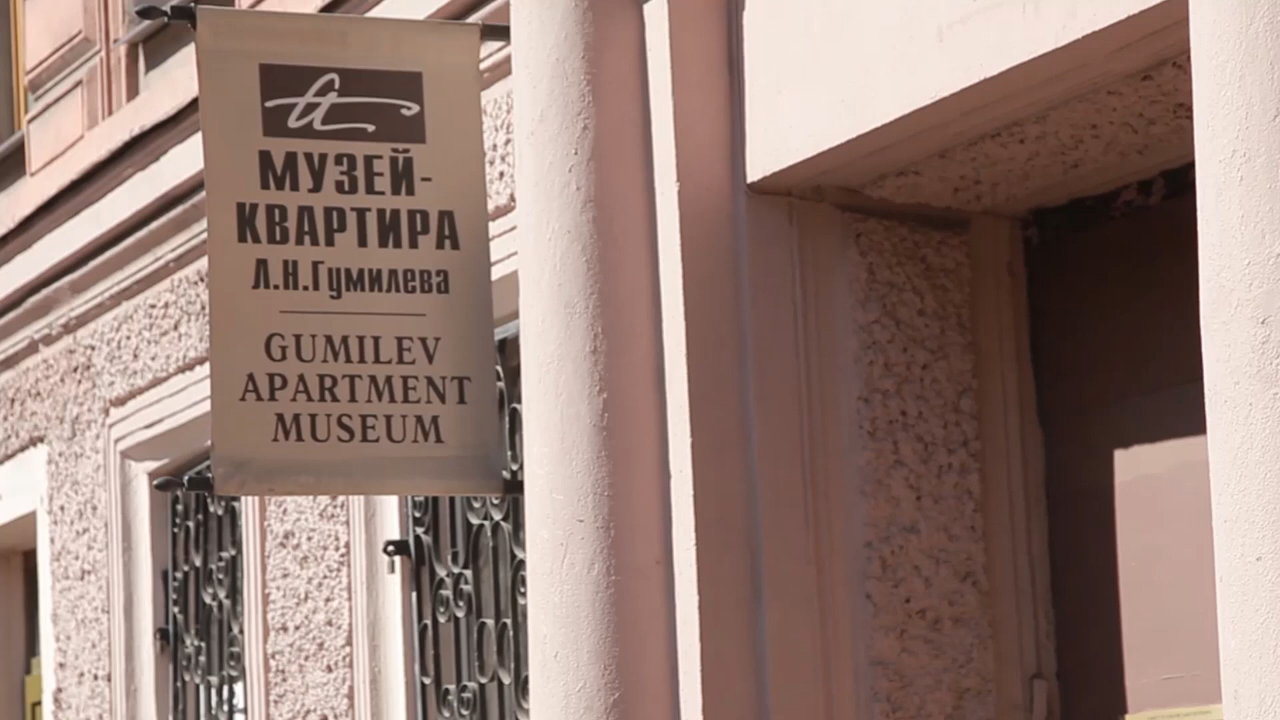 МУЗЕЙ-
КВАРТИРА
Л.Н.Гумилева
GUMILEV
APARTMENT
MUSEUM